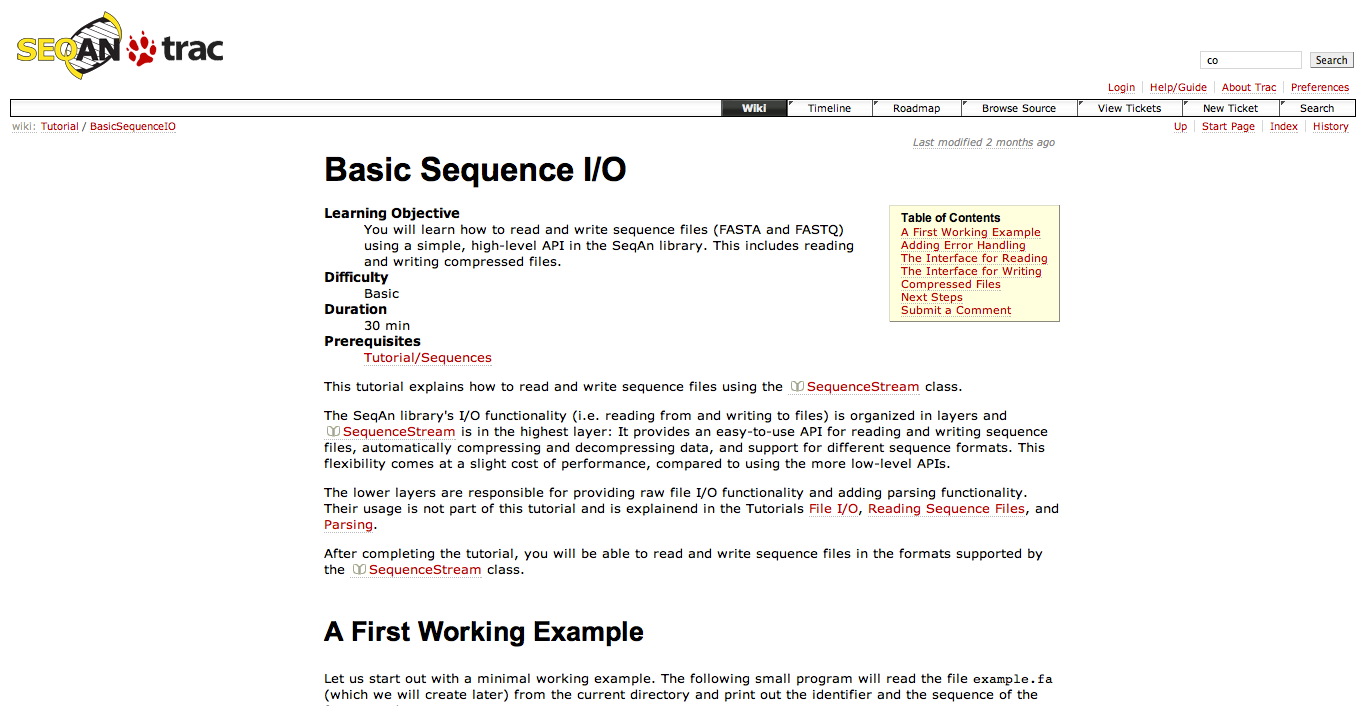 SEQAN trac
co
Search
Login Help/Guide About Trac Preferences
Wiki Timeline Roadmap Browse Source View Tickets New Ticket Search
wiki: Tutorial / BasicSequenceIO
Up Start Page Index History
Last modified 2 months ago
Basic Sequence I/O
Learning Objective
You will learn how to read and write sequence files (FASTA and FASTQ)
using a simple, high-level API in the SeqAn library. This includes reading
and writing compressed files.
Difficulty
Basic
Duration
30 min
Prerequisites
Tutorial/Sequences
Table of Contents
A First Working Example
Adding Error Handling
The Interface for Reading
The Interface for Writing
Compressed Files
Next Steps
Submit a Comment
This tutorial explains how to read and write sequence files using the SequenceStream class.
The SeqAn library's I/O functionality (i.e. reading from and writing to files) is organized in layers and
SequenceStream is in the highest layer: It provides an easy-to-use API for reading and writing sequence
files, automatically compressing and decompressing data, and support for different sequence formats. This
flexibility comes at a slight cost of performance, compared to using the more low-level APIs.
The lower layers are responsible for providing raw file I/O functionality and adding parsing functionality.
Their usage is not part of this tutorial and is explainend in the Tutorials File I/O, Reading Sequence Files, and
Parsing.
After completing the tutorial, you will be able to read and write sequence files in the formats supported by
the SequenceStream class.
A First Working Example
Let us start out with a minimal working example. The following small program will read the file example.fa
(which we will create later) from the current directory and print out the identifier and the sequence of the